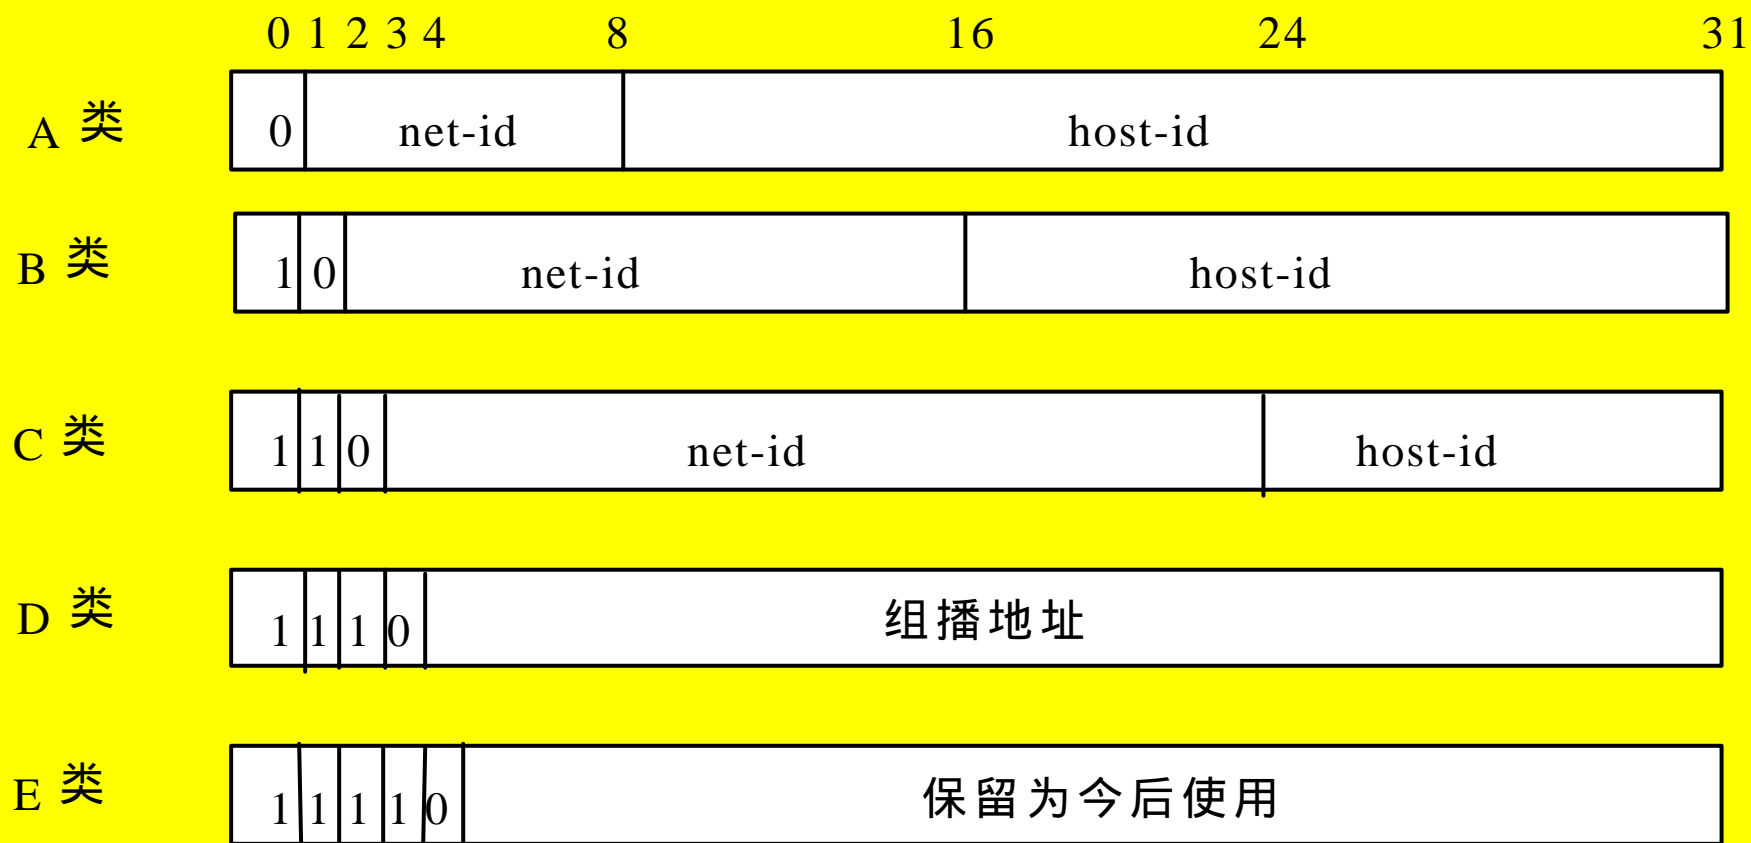 0 1 2 3 4 8 16 24 31
A 类 0 net-id host-id
B 类 1 0 net-id host-id
C 类 1 1 0 net-id host-id
D 类 1 1 1 0 组播地址
E 类 1 1 1 1 0 保留为今后使用